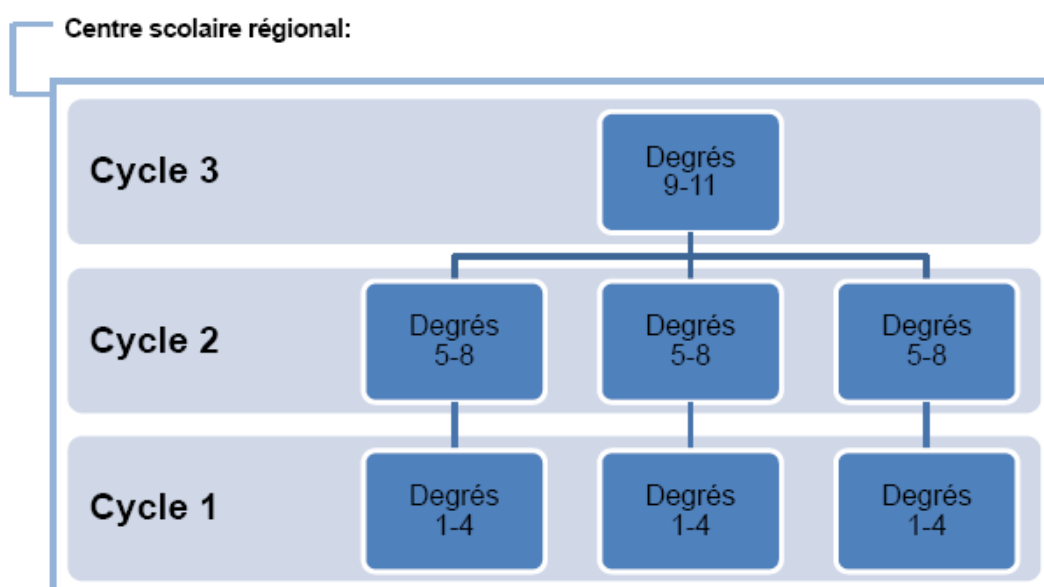 Centre scolaire régional:
Cycle 3
Degrés
9-11
Cycle 2
Degrés
5-8
Degrés
5-8
Degrés
5-8
Cycle 1
Degrés
1-4
Degrés
1-4
Degrés
1-4